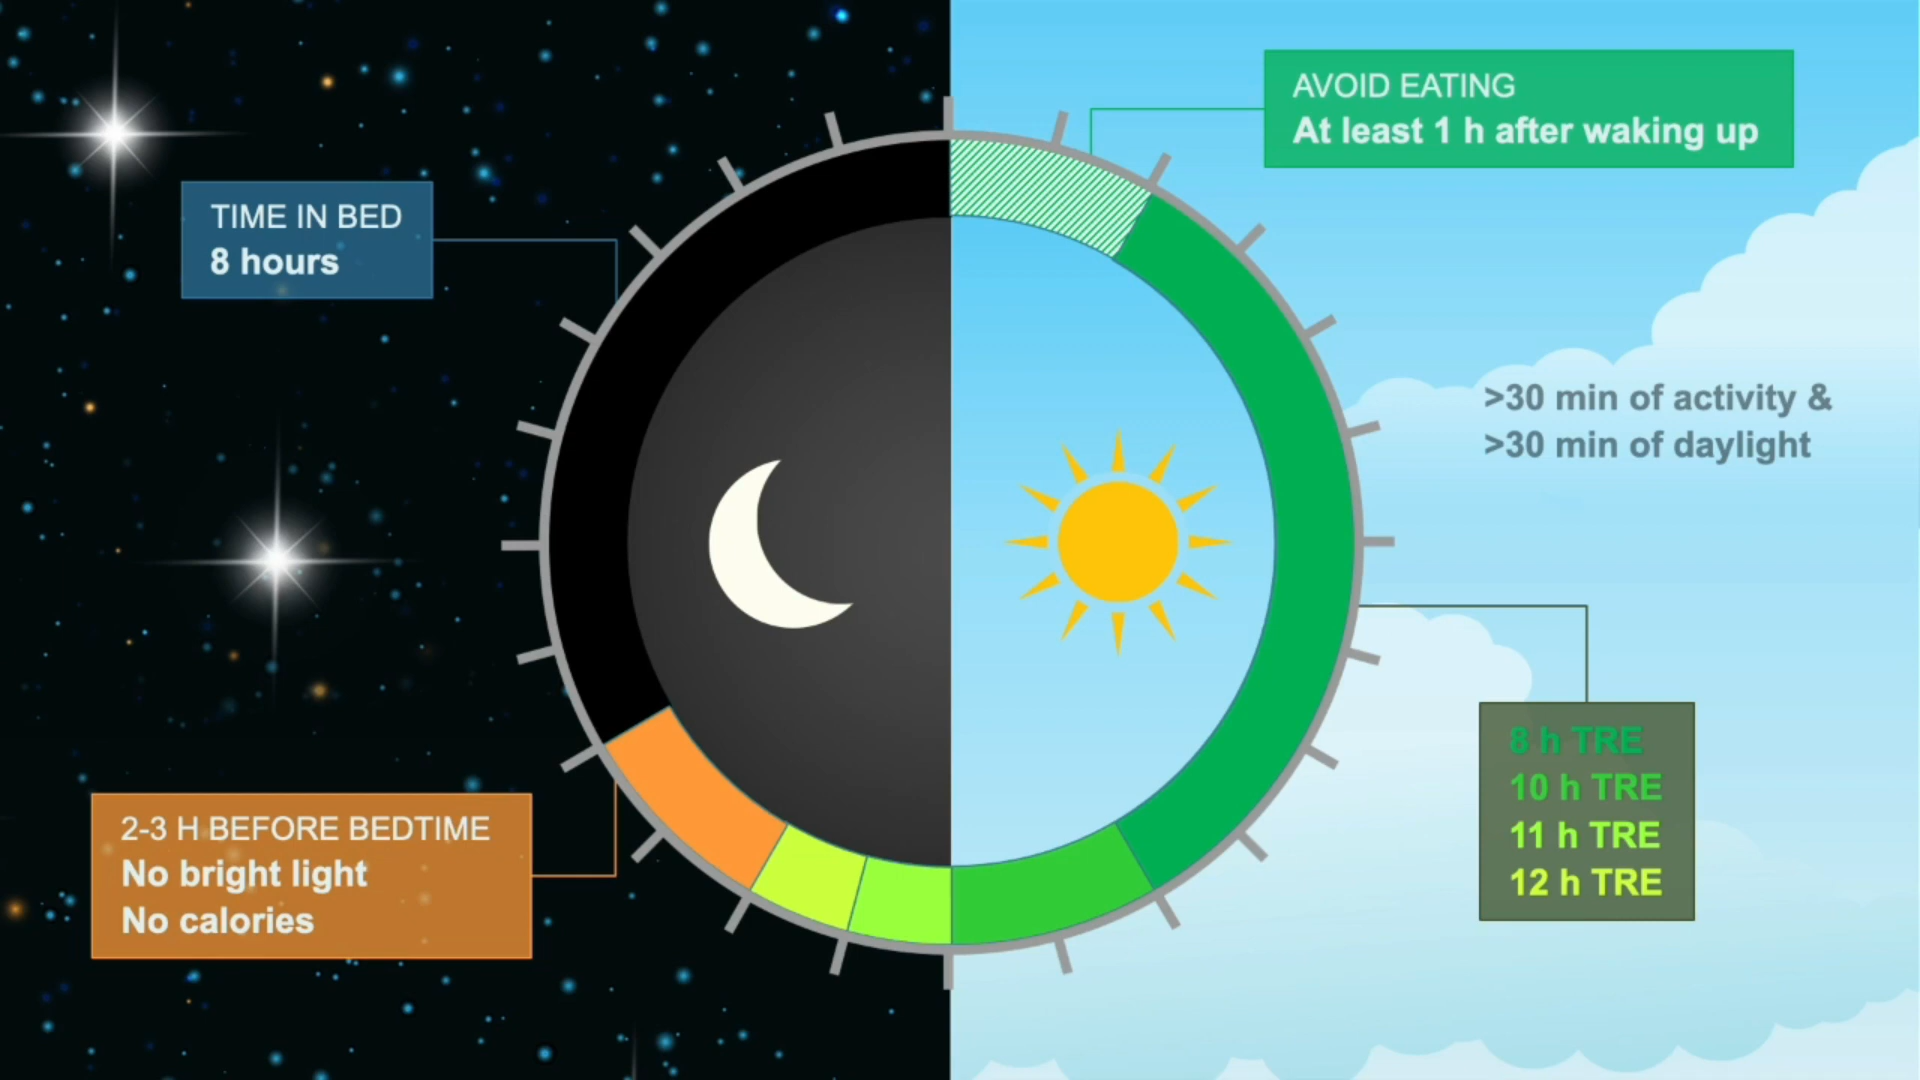 AVOID EATING
At least 1 h after waking up
TIME IN BED
8 hours
>30 min of activity &
>30 min of daylight
8 h TRE
10 h TRE
11 h TRE
12 h TRE
2-3 H BEFORE BEDTIME
No bright light
No calories